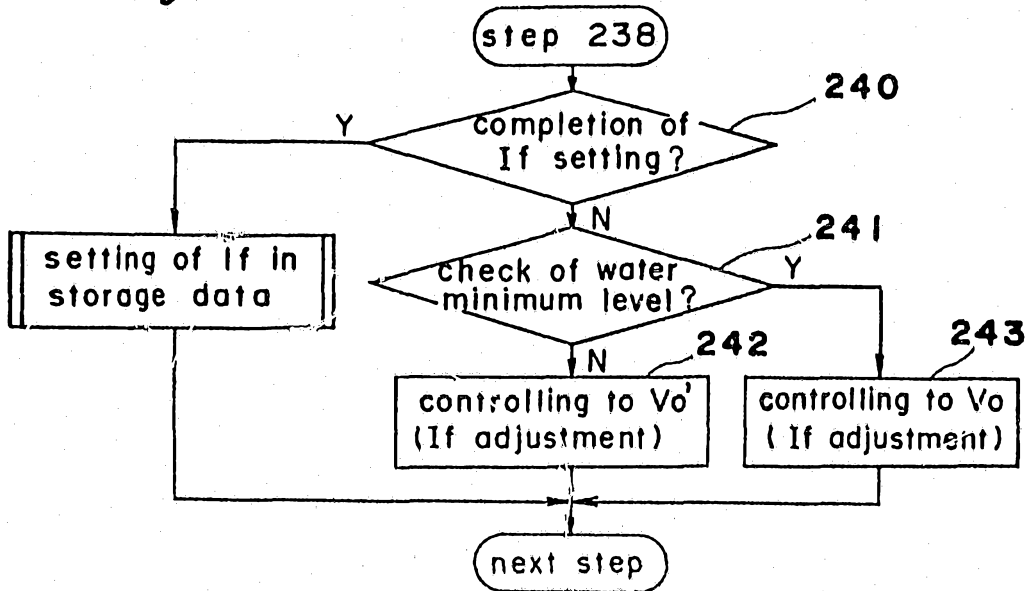 step 238
240
completion of
If setting?
Y
N
setting of If in
storage data
241
check of water
minimum level?
Y
N
242
controlling to Vo'
(If adjustment)
243
controlling to Vo
(If adjustment)
next step